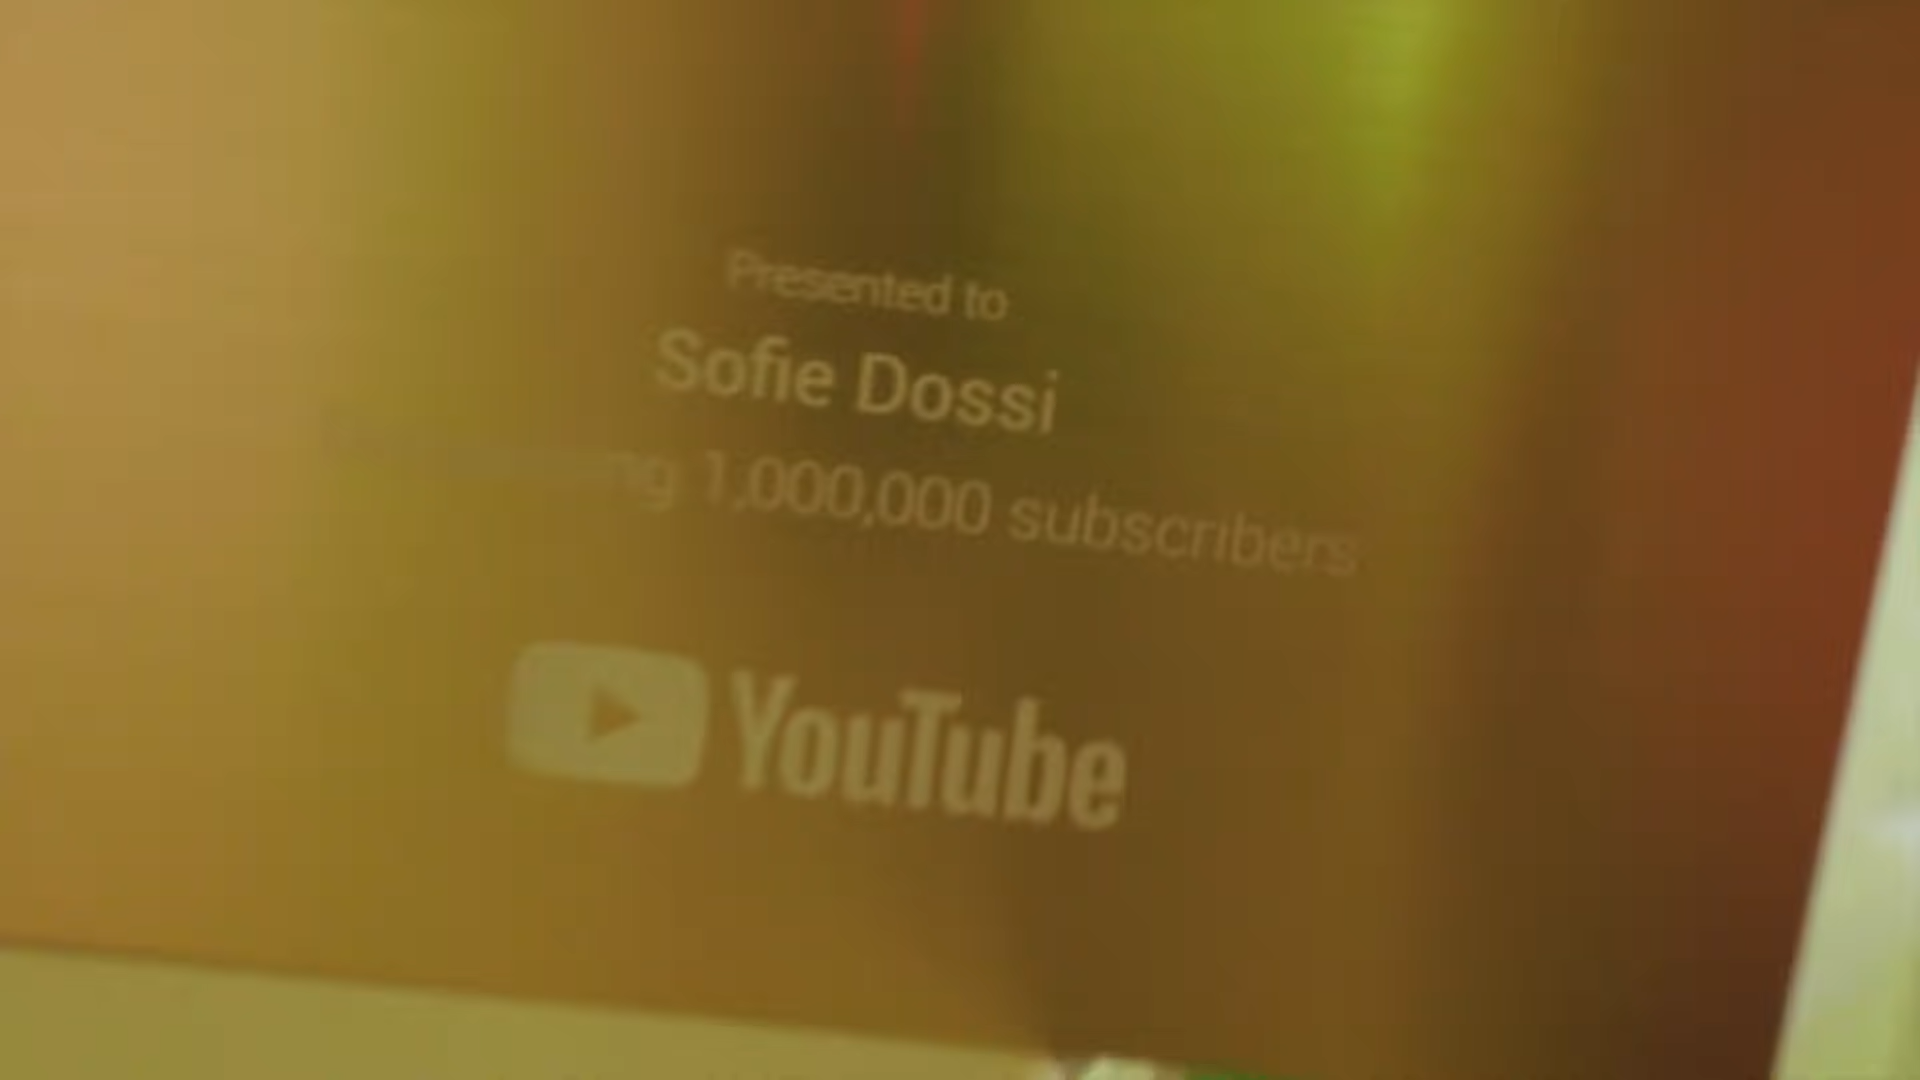 Presented to
Sofie Dossi
1,000,000 subscribers
YouTube